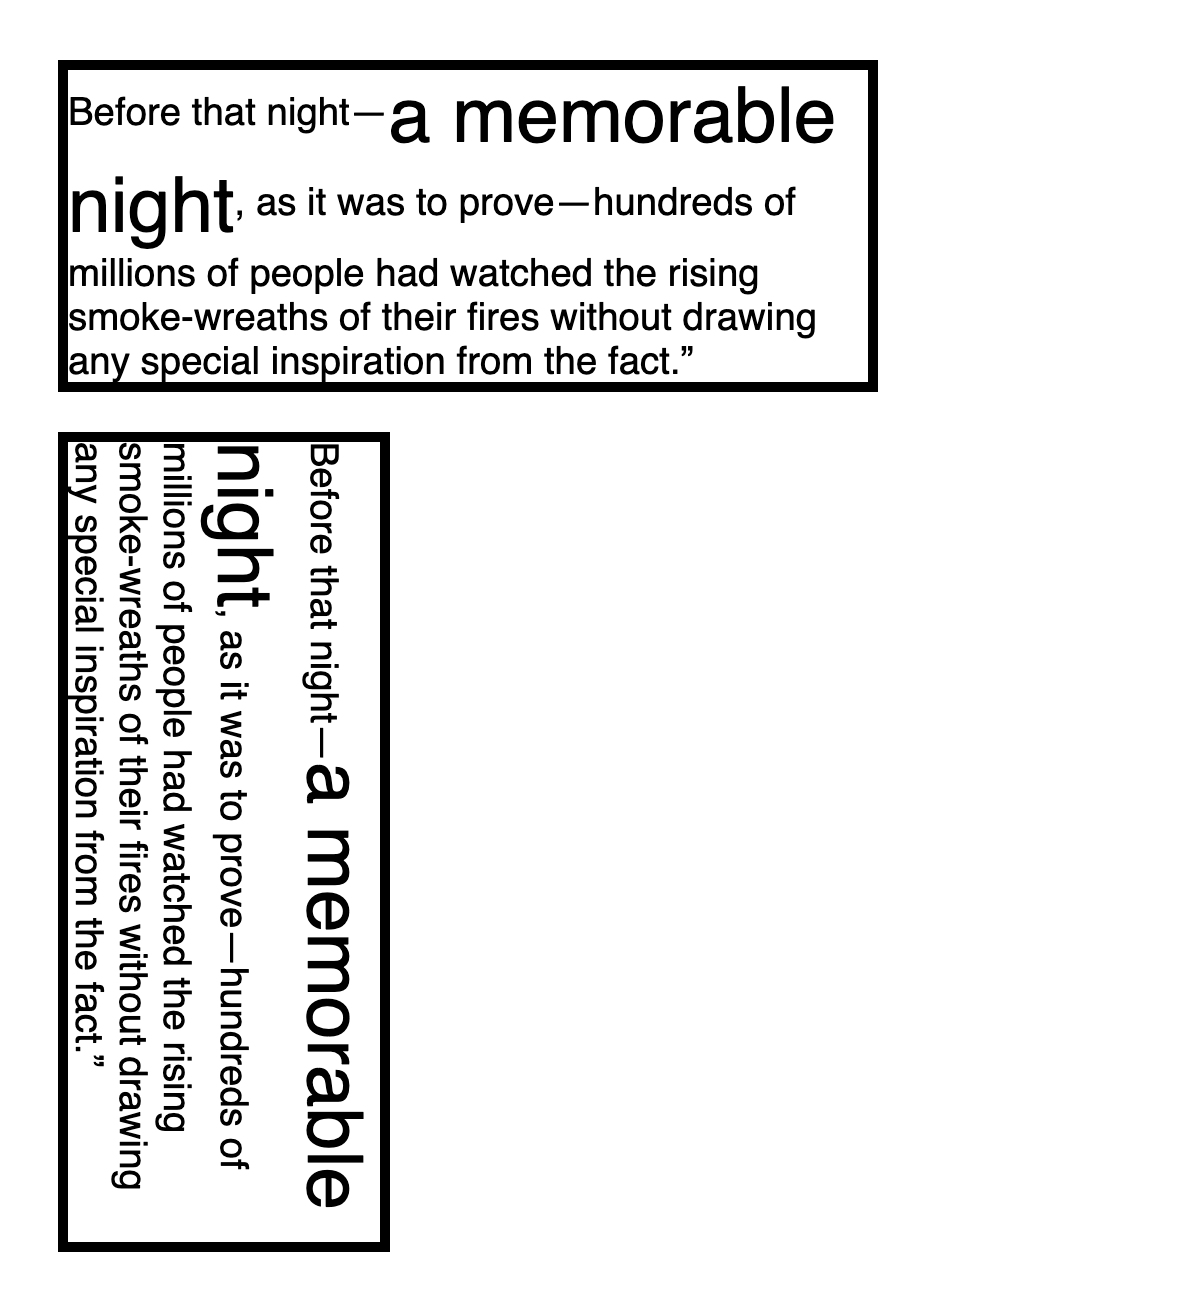 Before that night—a memorable
night, as it was to prove—hundreds of
millions of people had watched the rising
smoke-wreaths of their fires without drawing
any special inspiration from the fact.”
Before that night—a memorable
night, as it was to prove—hundreds of
millions of people had watched the rising
smoke-wreaths of their fires without drawing
any special inspiration from the fact.”